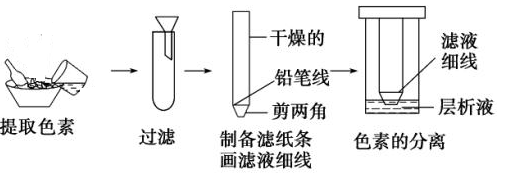 干燥的
铅笔线
剪两角
滤液
细线
层析液
提取色素
过滤
制备滤纸条
画滤液细线
色素的分离